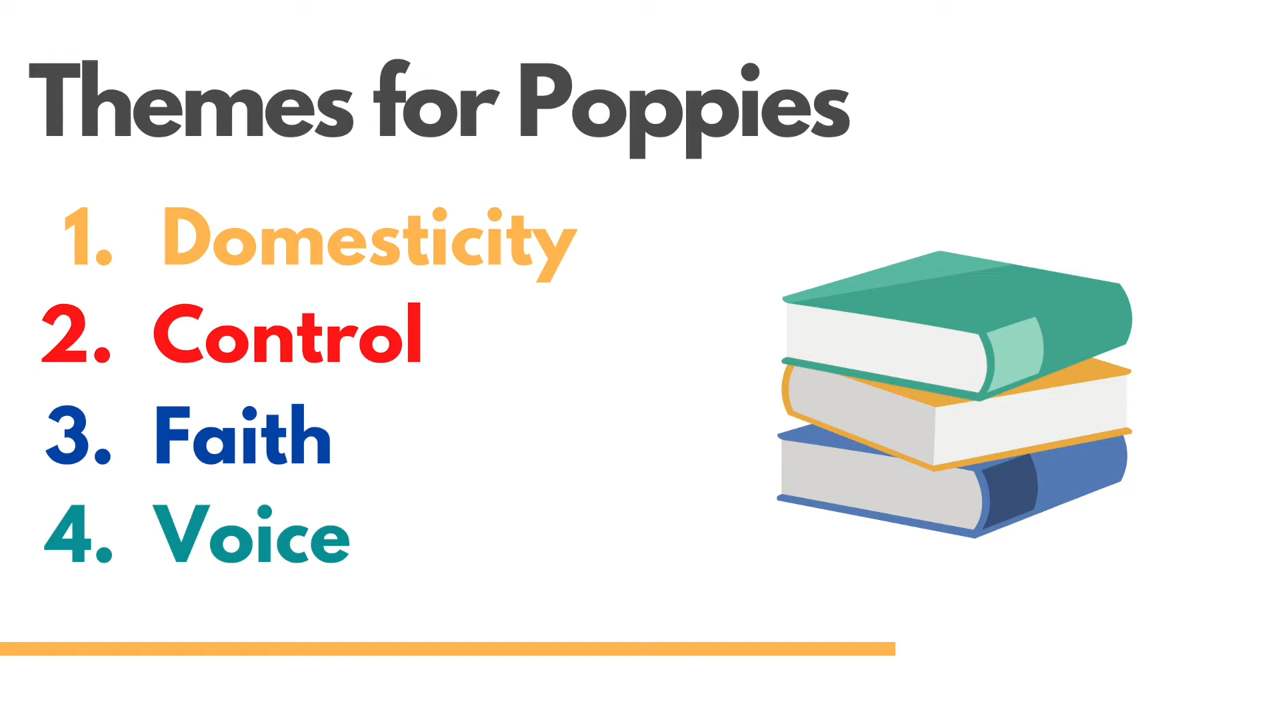 Themes for Poppies
1. Domesticity
2. Control
3. Faith
4. Voice